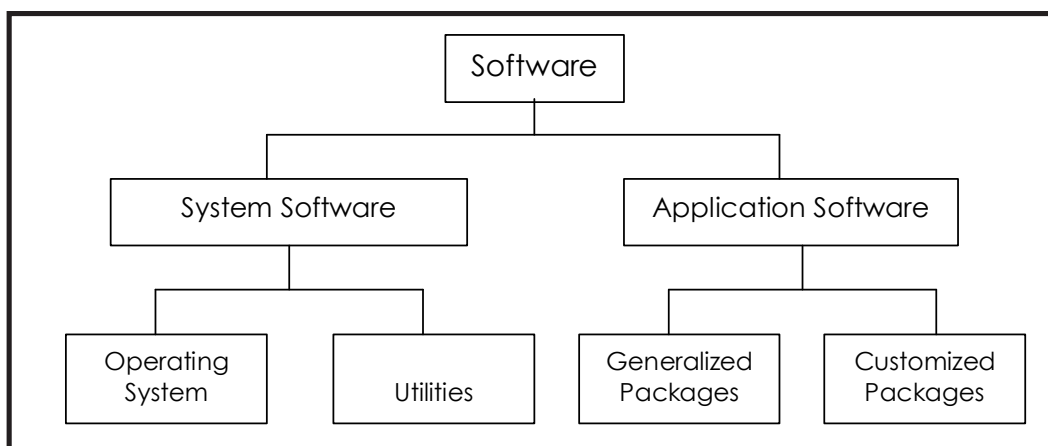 Software
System Software
Application Software
Operating
System
Utilities
Generalized
Packages
Customized
Packages